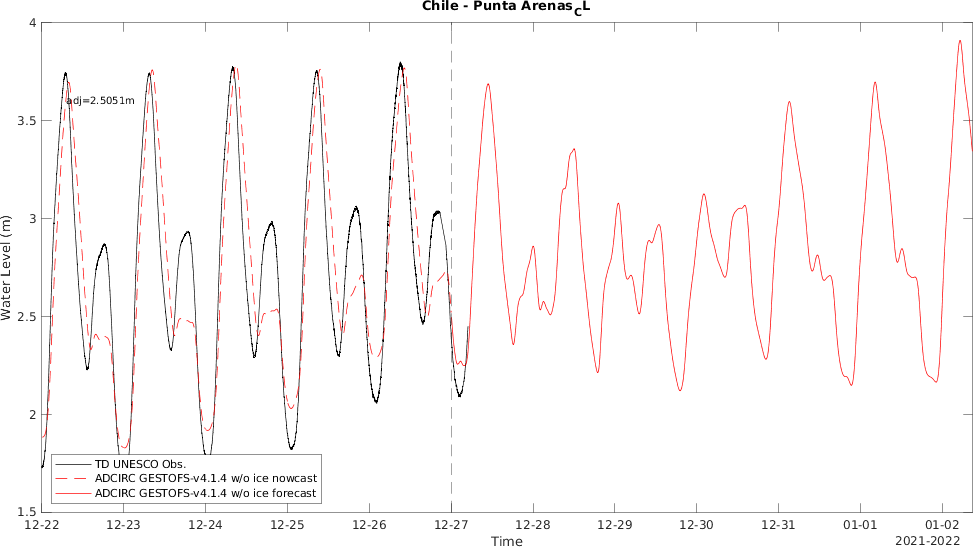 Chile - Punta Arenas_CL
4
3.5
3
2.5
2
1.5
Water Level (m)
adj=2.5051m
TD UNESCO Obs.
ADCIRC GESTOFS-v4.1.4 w/o ice nowcast
ADCIRC GESTOFS-v4.1.4 w/o ice forecast
12-22 12-23 12-24 12-25 12-26 12-27 12-28 12-29 12-30 12-31 01-01 01-02
Time
2021-2022